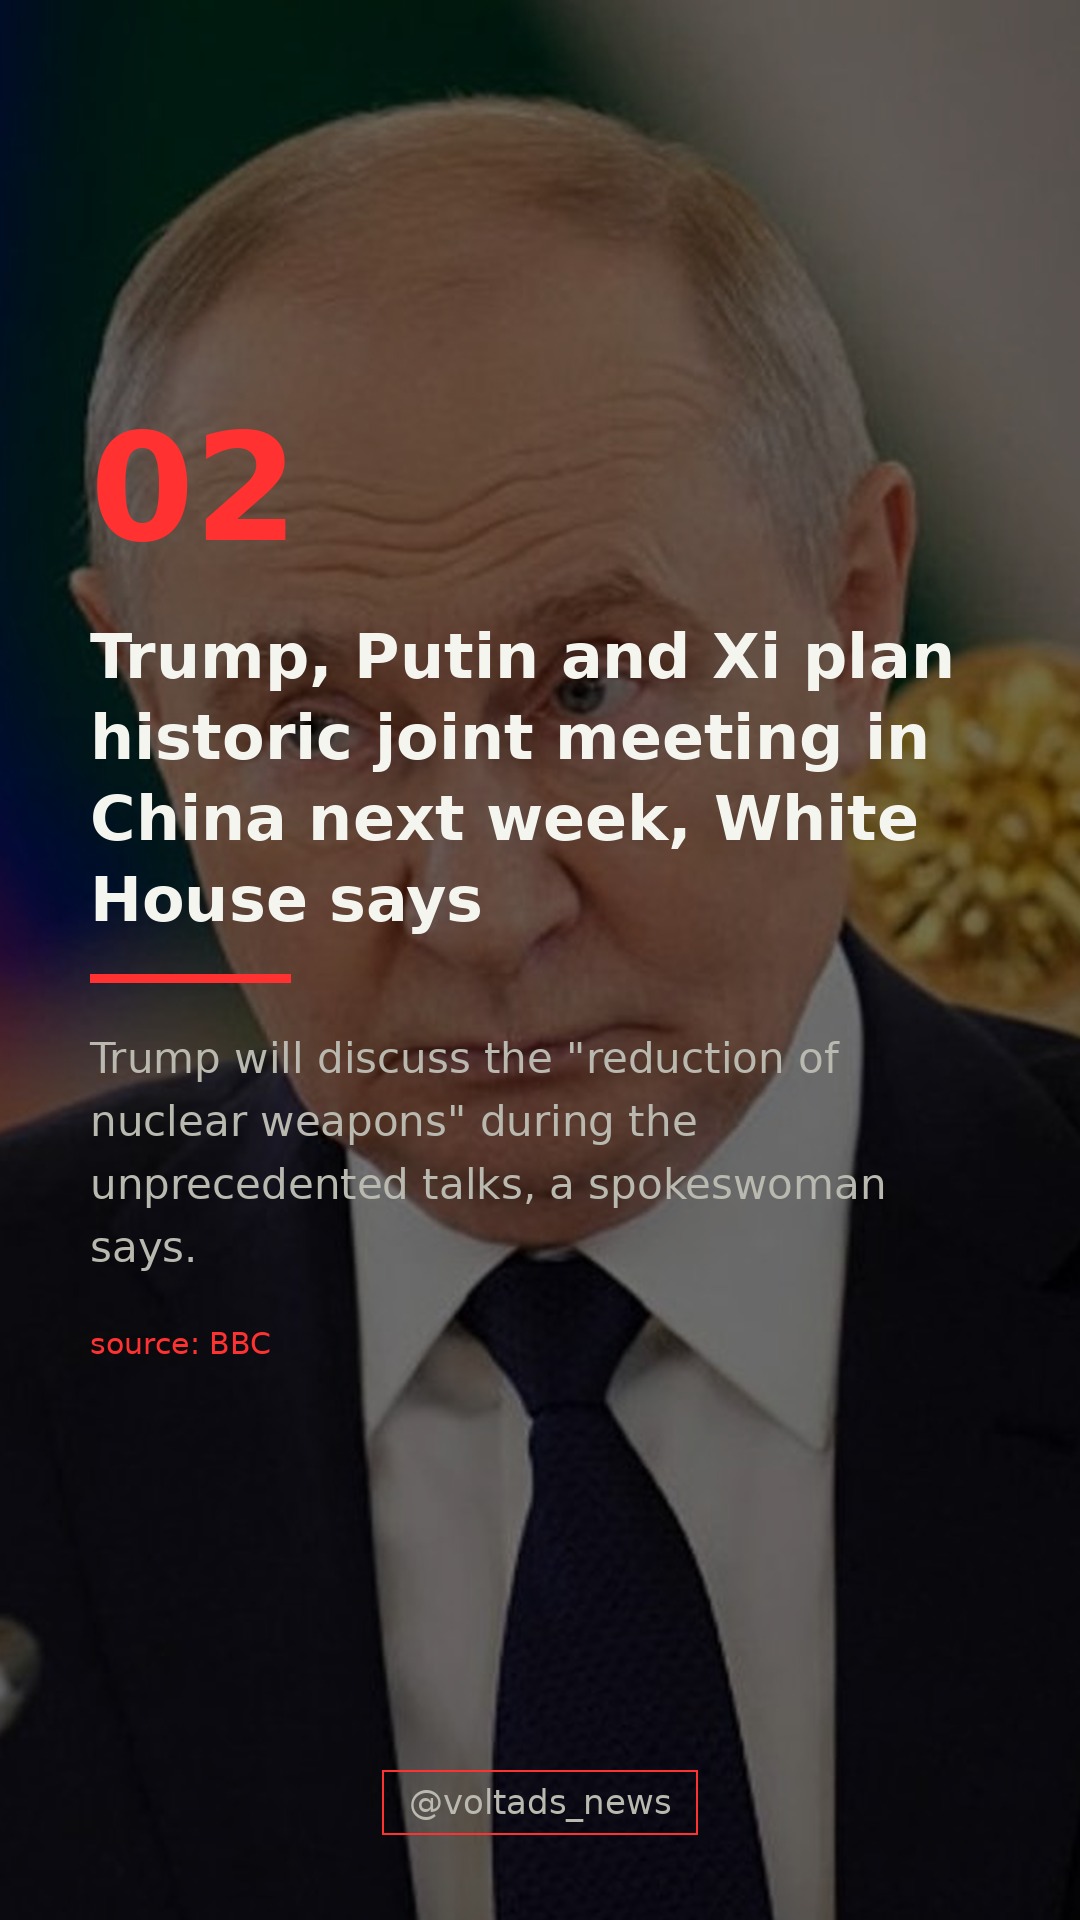 02
Trump, Putin and Xi plan
historic joint meeting in
China next week, White
House says
Trump will discuss the "reduction of
nuclear weapons" during the
unprecedented talks, a spokeswoman
says.
source: BBC
@voltads_news